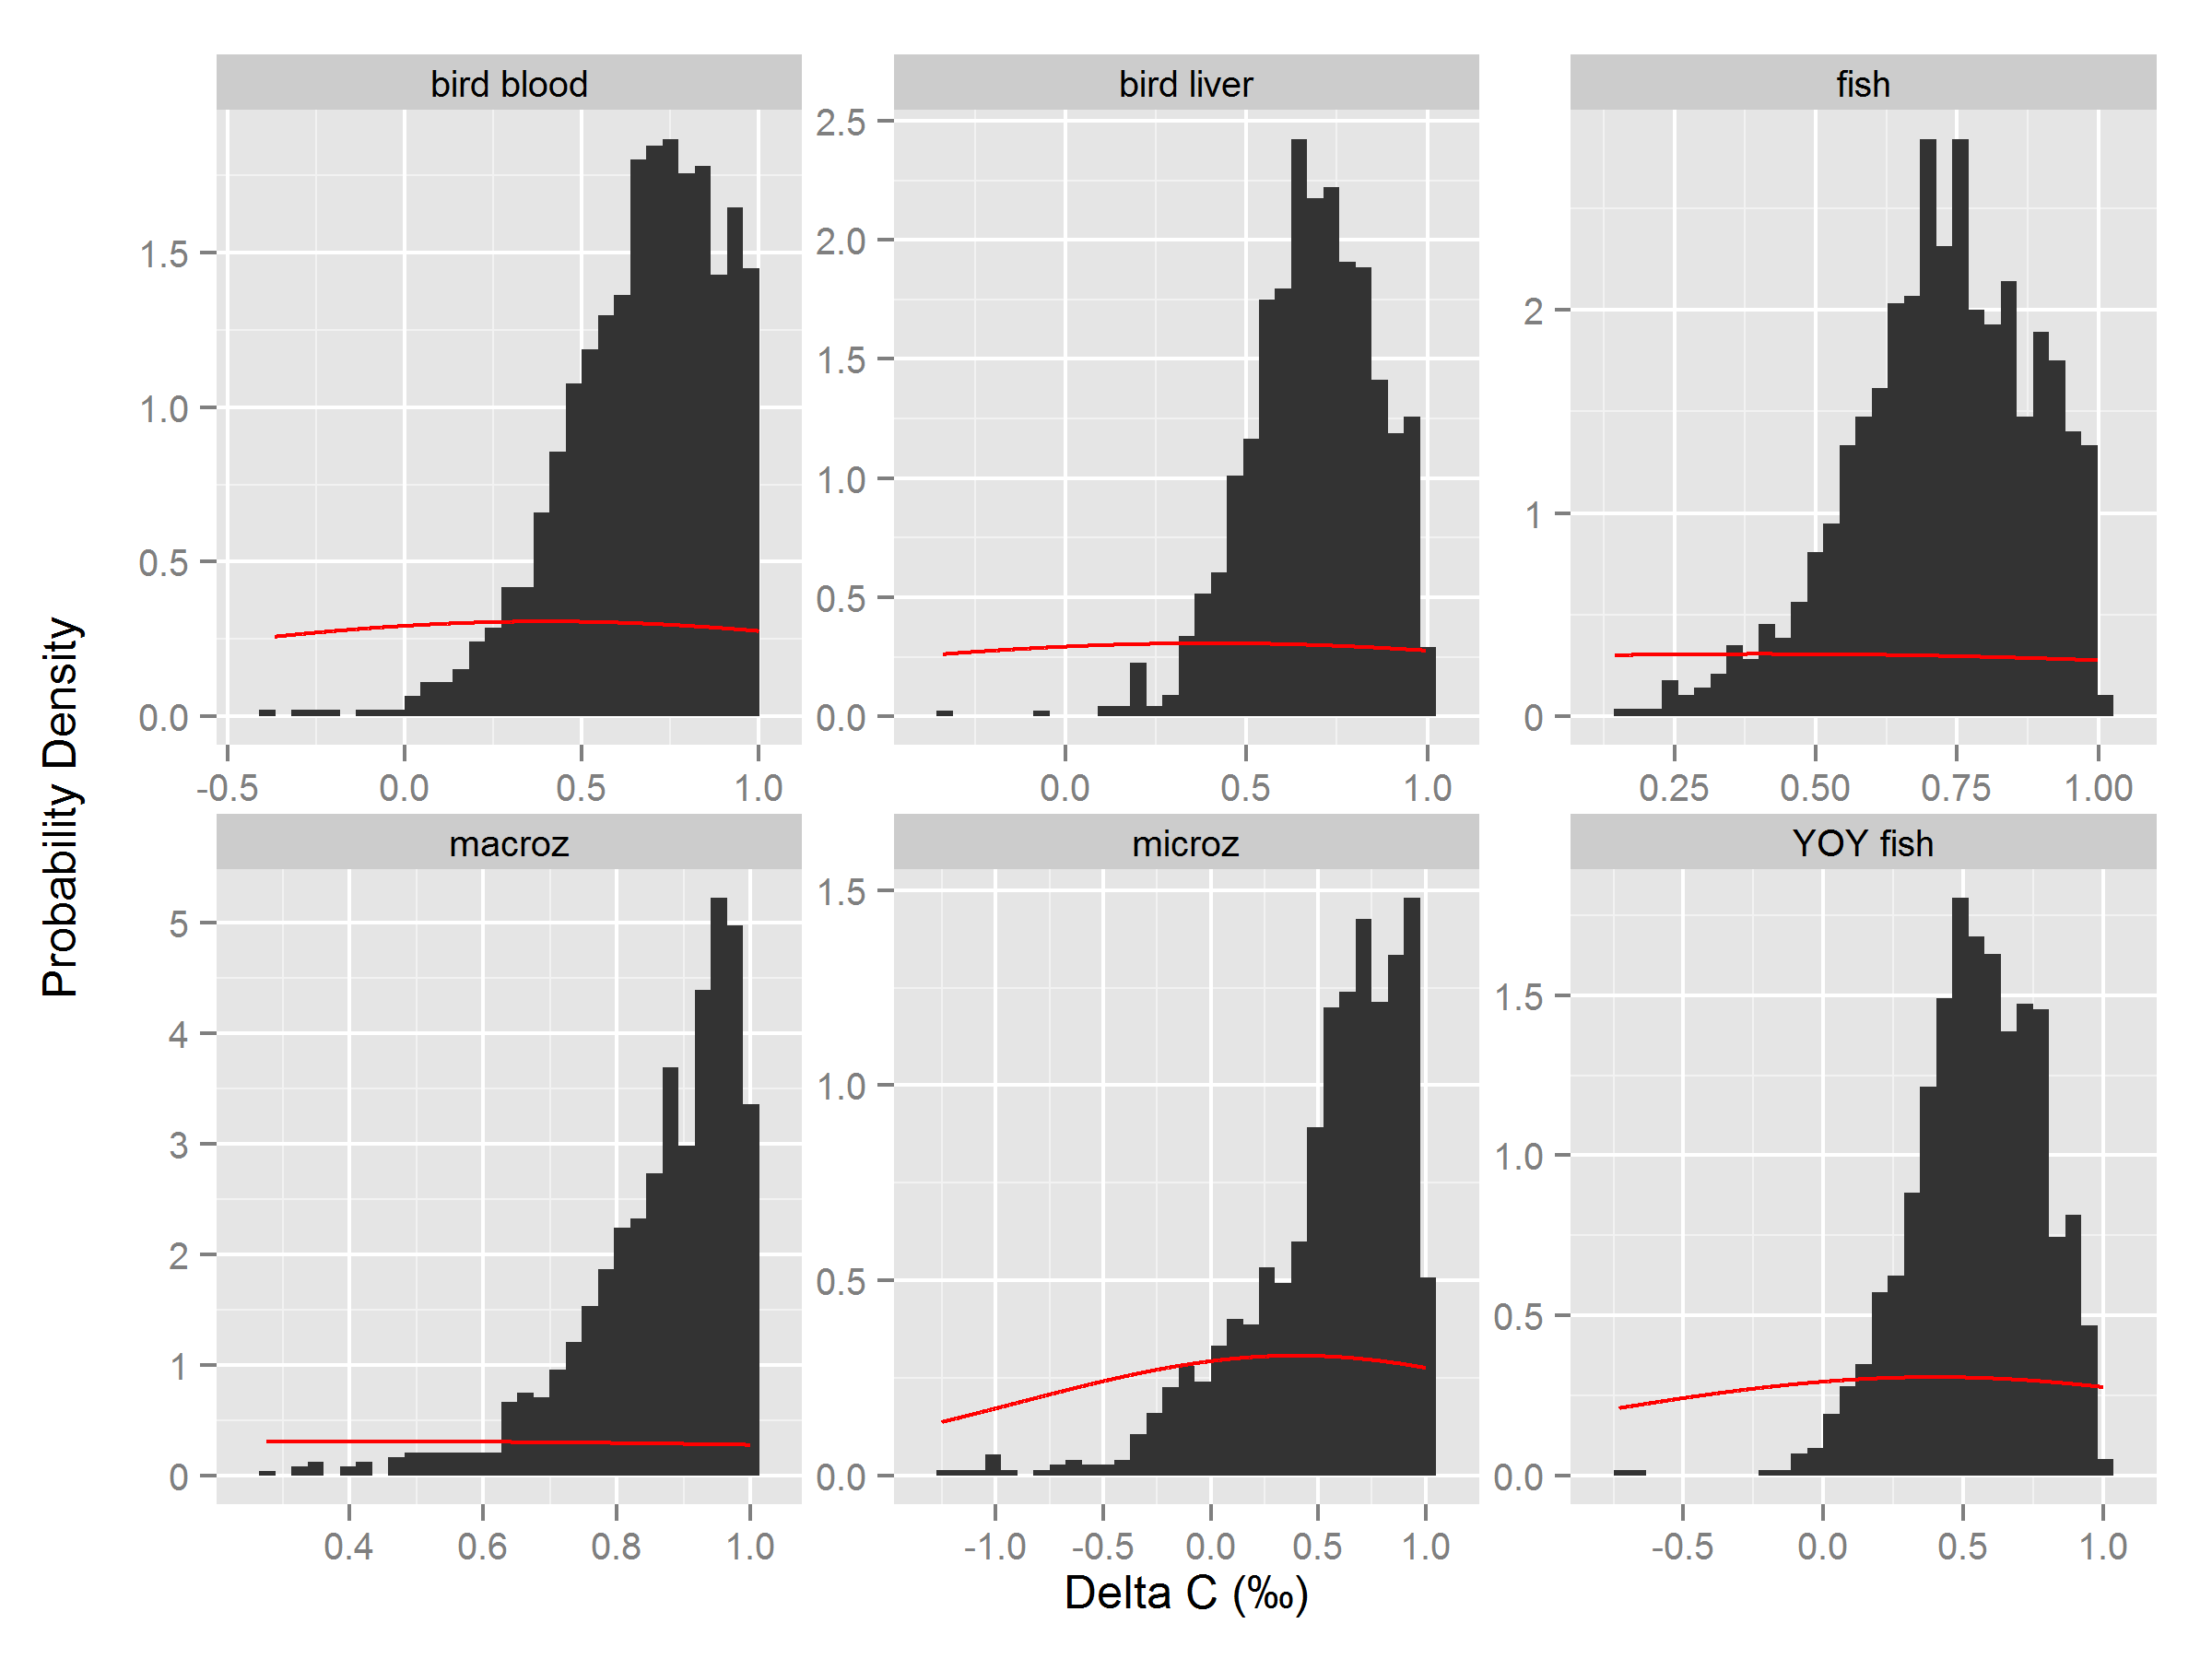 bird blood
bird liver
fish
1.5
1.0
0.5
0.0
2.5
2.0
1.5
1.0
0.5
0.0
2
1
0
-0.5 0.0 0.5 1.0
0.0 0.5 1.0
0.25 0.50 0.75 1.00
Probability Density
macroz
microz
YOY fish
5
4
3
2
1
0
1.5
1.0
0.5
0.0
1.5
1.0
0.5
0.0
0.4 0.6 0.8 1.0
-1.0 -0.5 0.0 0.5 1.0
-0.5 0.0 0.5 1.0
Delta C (‰)